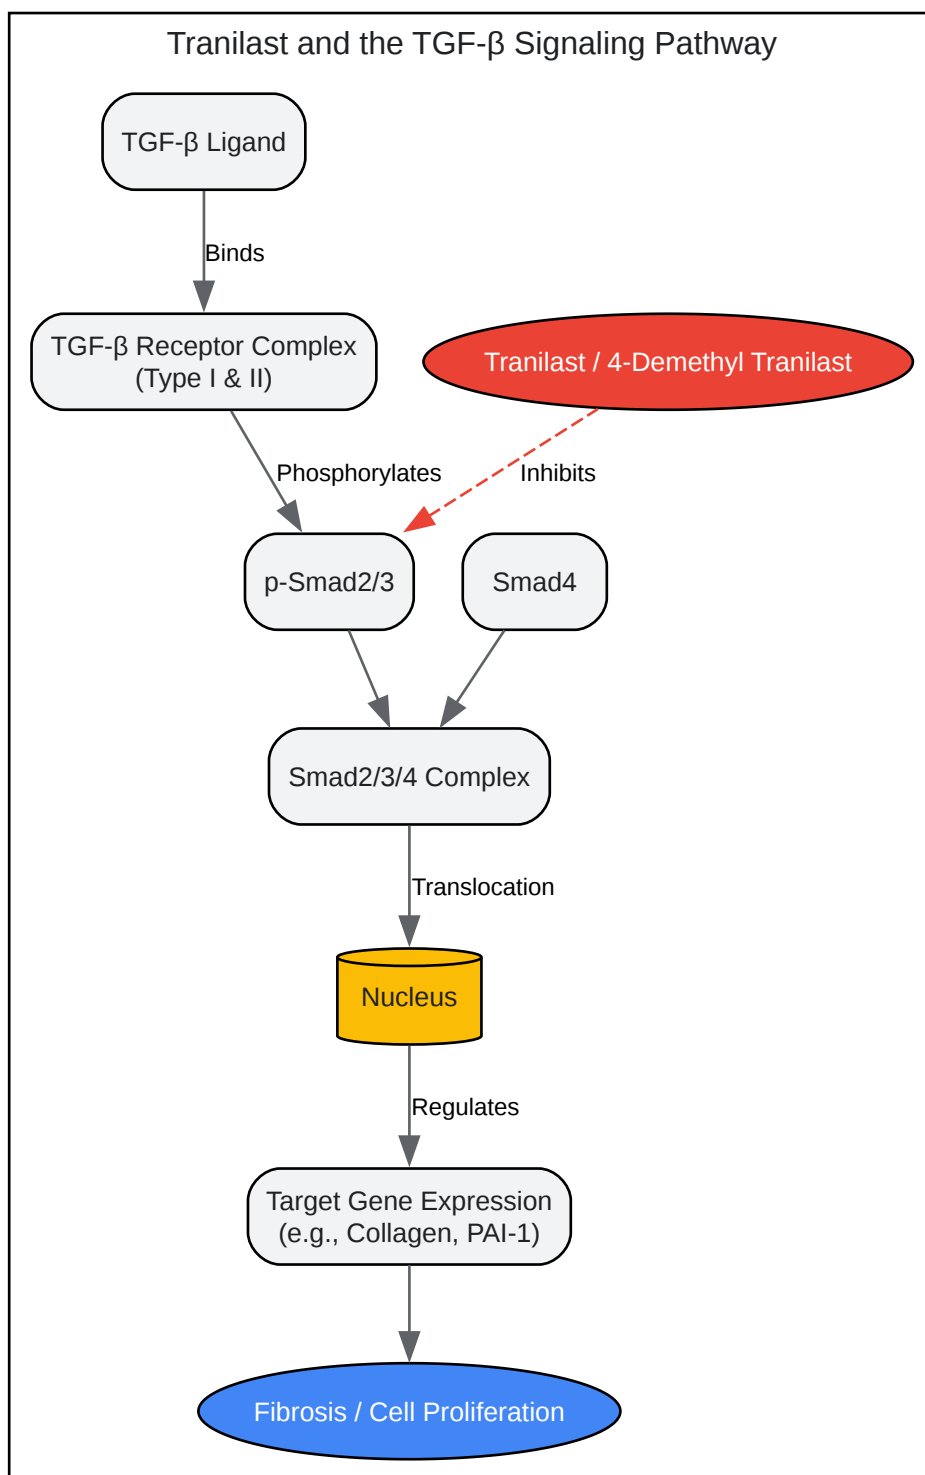 Tranilast and the TGF-β Signaling Pathway
TGF-β Ligand
Binds
TGF-β Receptor Complex
(Type I & II)
Tranilast / 4-Demethyl Tranilast
Phosphorylates
Inhibits
p-Smad2/3
Smad4
Smad2/3/4 Complex
Translocation
Nucleus
Regulates
Target Gene Expression
(e.g., Collagen, PAI-1)
Fibrosis / Cell Proliferation